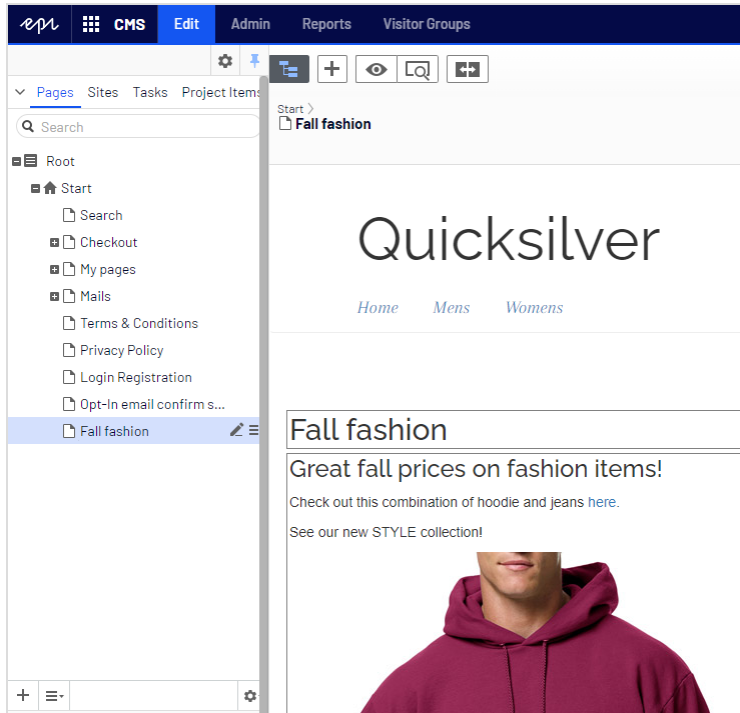 epi CMS Edit Admin Reports Visitor Groups
Pages Sites Tasks Project Items
Search
Root
Start
Search
Checkout
My pages
Mails
Terms & Conditions
Privacy Policy
Login Registration
Opt-In email confirm s...
Fall fashion
Start
Fall fashion
Quicksilver
Home Mens Womens
Fall fashion
Great fall prices on fashion items!
Check out this combination of hoodie and jeans here.
See our new STYLE collection!